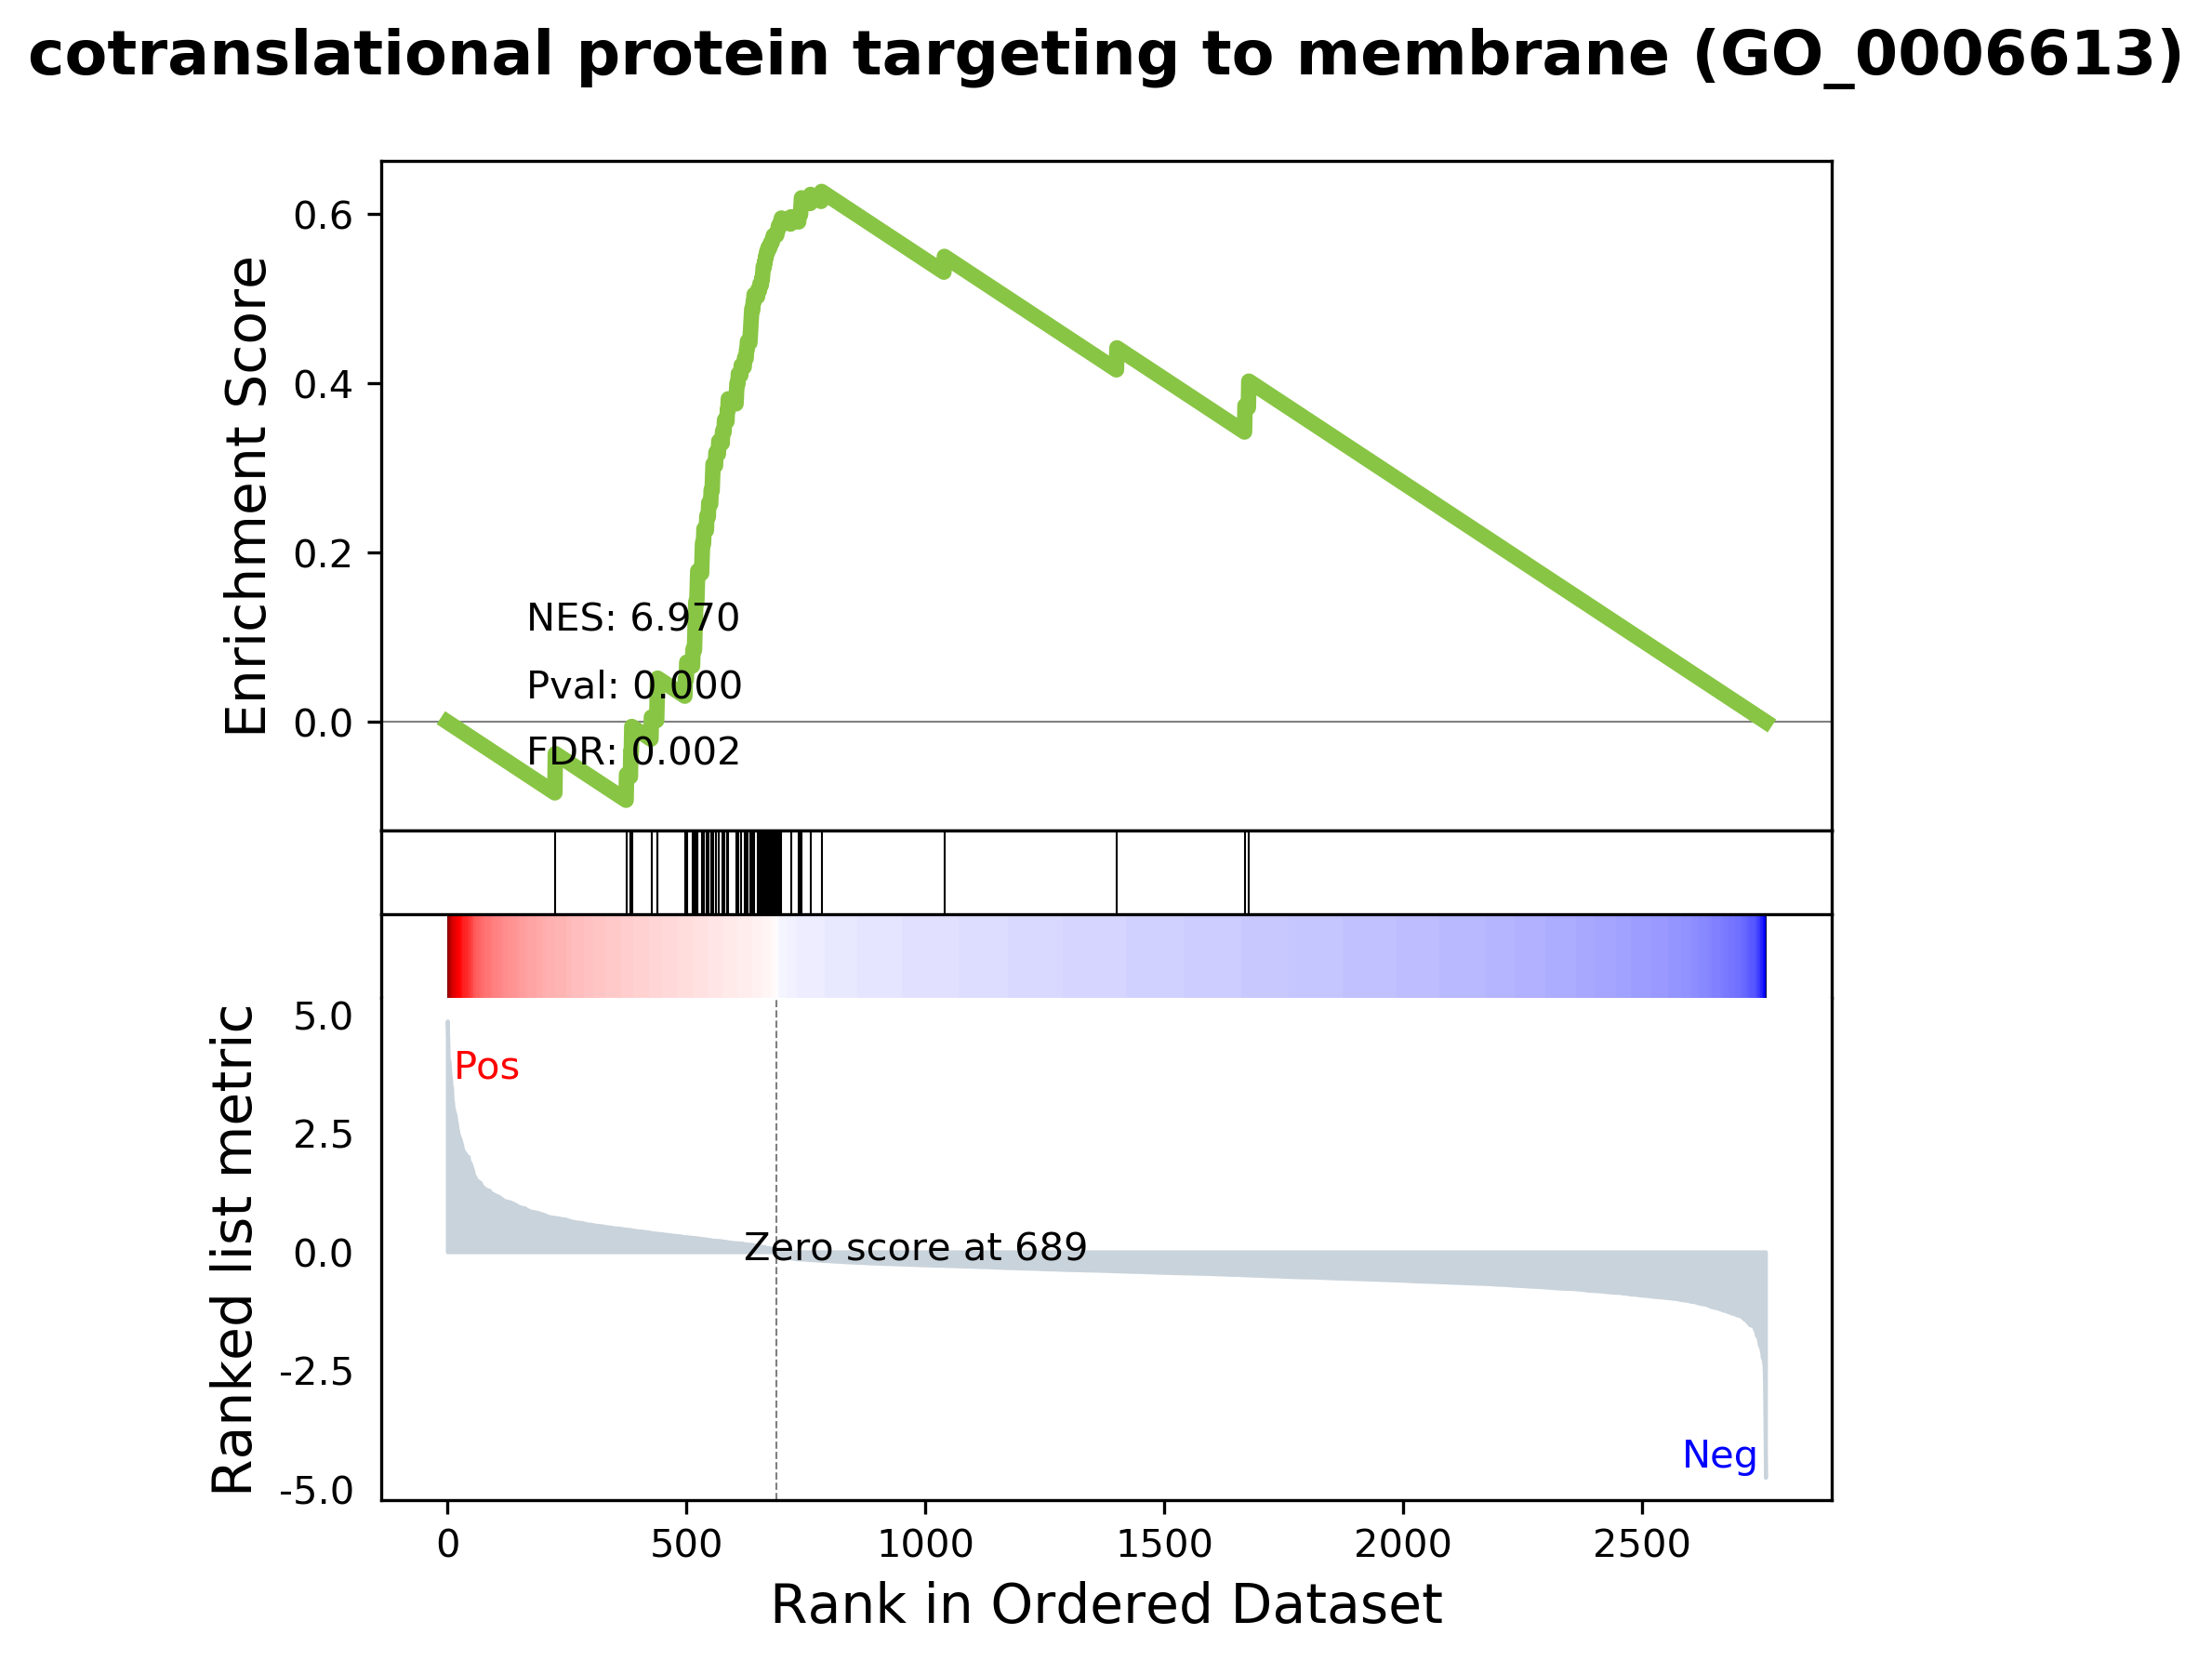 cotranslational protein targeting to membrane (GO_0006613)
Enrichment Score
0.6
0.4
0.2
0.0
NES: 6.970
Pval: 0.000
FDR: 0.002
Ranked list metric
5.0
2.5
0.0
-2.5
-5.0
Pos
Zero score at 689
Neg
0 500 1000 1500 2000 2500
Rank in Ordered Dataset